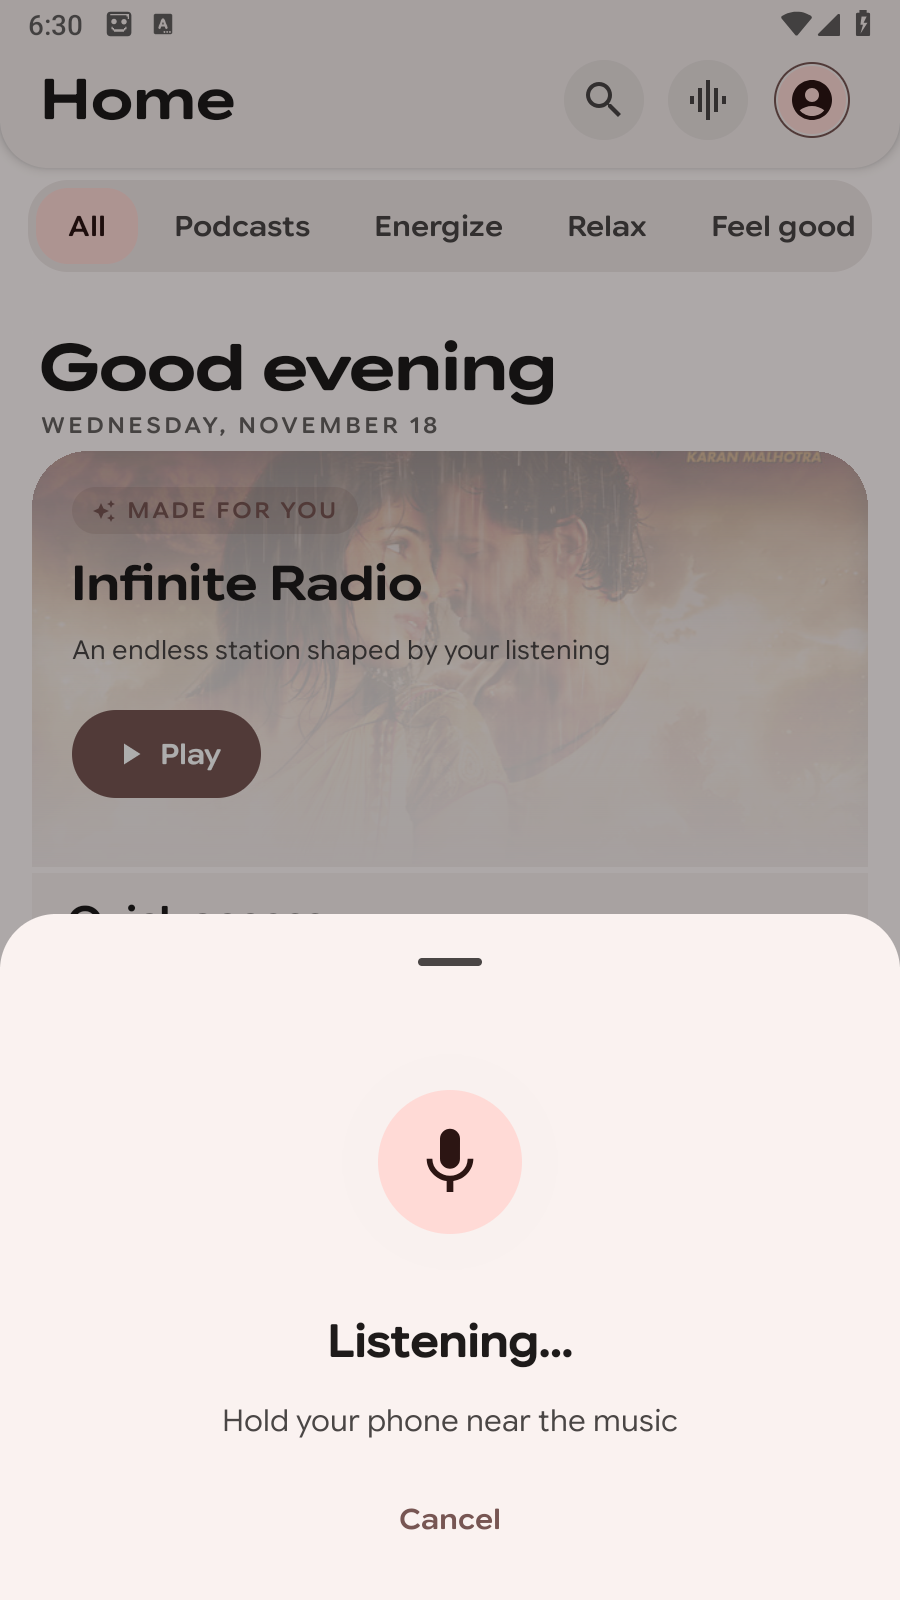 6:30
Home
All Podcasts Energize Relax Feel good
Good evening
WEDNESDAY, NOVEMBER 18
KARAN MALHOTRA
MADE FOR YOU
Infinite Radio
An endless station shaped by your listening
Play
Listening...
Hold your phone near the music
Cancel